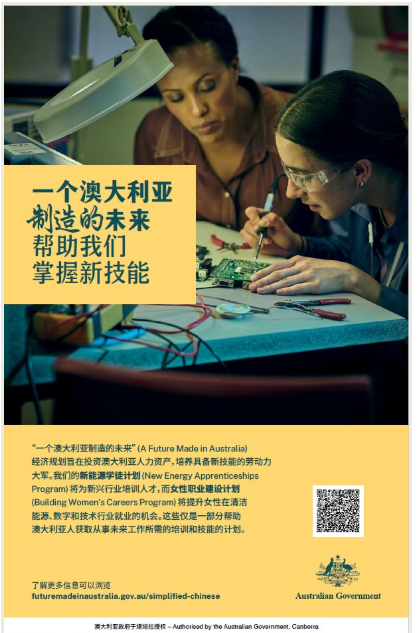 一个澳大利亚
制造的未来
帮助我们
掌握新技能
“一个澳大利亚制造的未来” (A Future Made in Australia)
经济规划旨在投资澳大利亚人力资产，培养具备新技能的劳动力
大军。我们的新能源学徒计划 (New Energy Apprenticeships
Program) 将为新兴行业培训人才，而女性职业建设计划
(Building Women's Careers Program) 将提升女性在清洁
能源、数字和技术行业就业的机会。这些仅是一部分帮助
澳大利亚人获取从事未来工作所需的培训和技能的计划。
了解更多信息可以浏览
futuremadeinaustralia.gov.au/simplified-chinese
Australian Government
澳大利亚政府于堪培拉授权 – Authorised by the Australian Government, Canberra